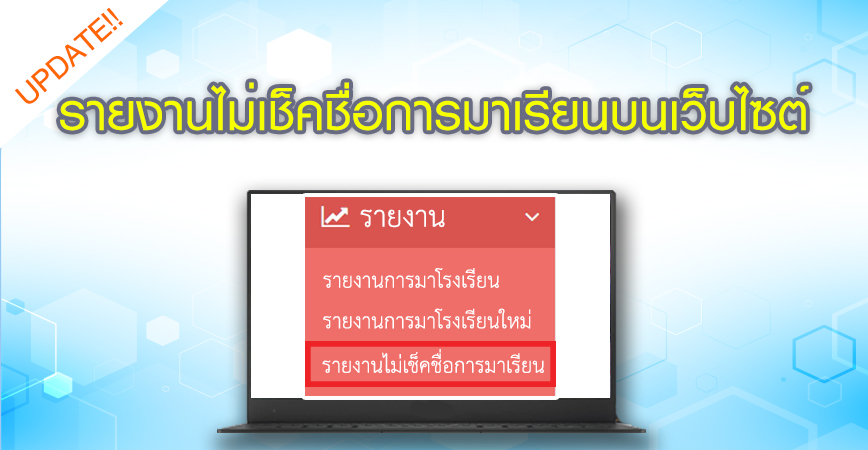 UPDATE!!
รายงานไม่เช็คชื่อการมาเรียนบนเว็บไซต์
รายงาน
รายงานการมาโรงเรียน
รายงานการมาโรงเรียนใหม่
รายงานไม่เช็คชื่อการมาเรียน